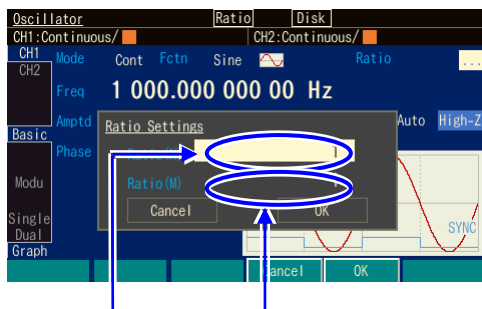 Oscillator Ratio Disk
CH1:Continuous/ CH2:Continuous/
CH1 Mode Cont Fctn Sine Ratio ...
CH2
Freq 1 000.000 000 00 Hz
Amptd Auto High-Z
Basic
Ratio Settings
Phase 1
Modu Ratio(M) 1
Cancel OK
Single
Dual SYNC
Graph
Cancel OK